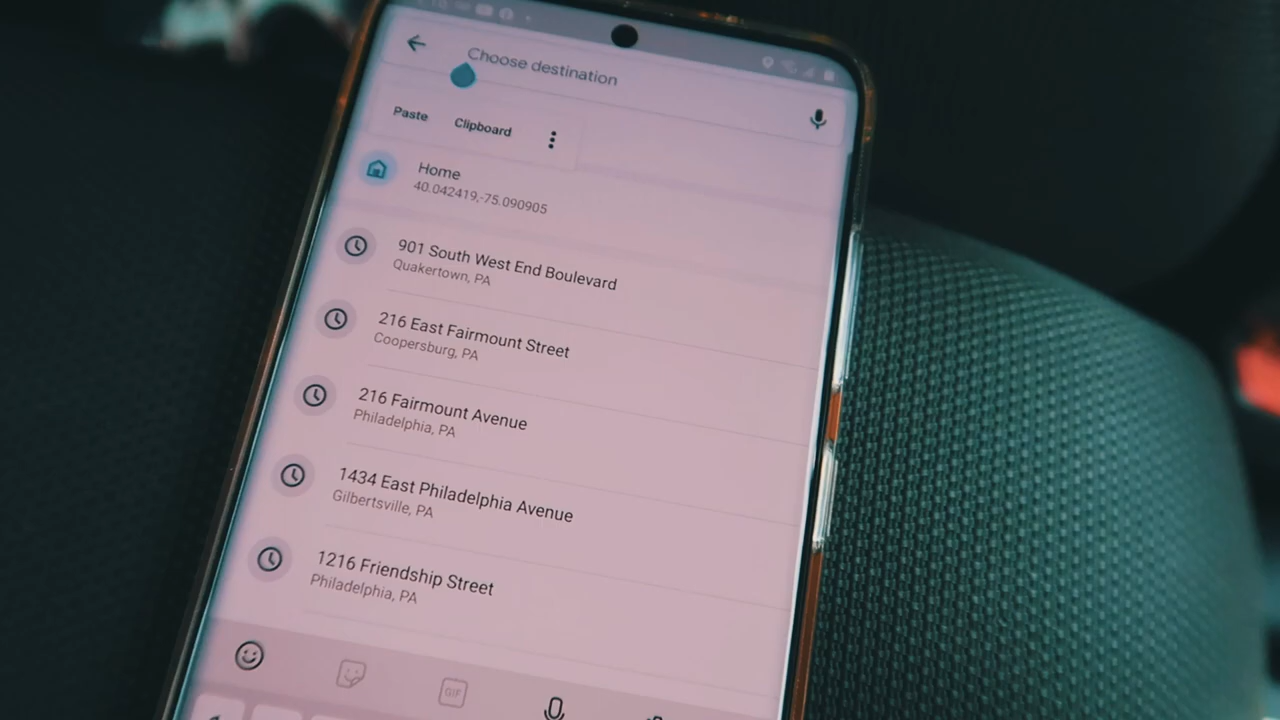 Choose destination
Paste Clipboard
Home
40.042419,-75.090905
901 South West End Boulevard
Quakertown, PA
216 East Fairmount Street
Coopersburg, PA
216 Fairmount Avenue
Philadelphia, PA
1434 East Philadelphia Avenue
Gilbertsville, PA
1216 Friendship Street
Philadelphia, PA
GIF